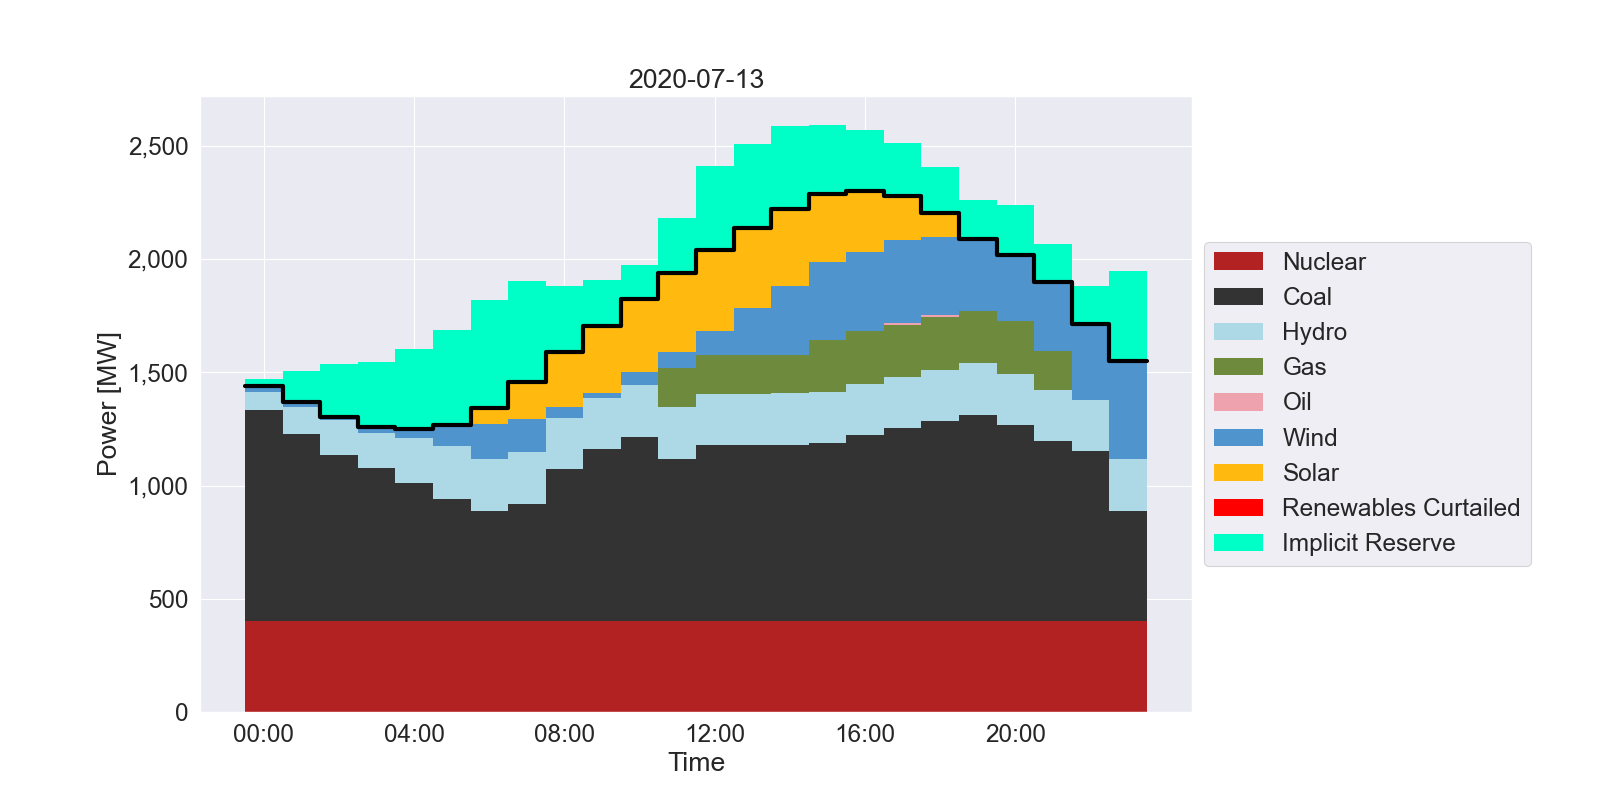 2020-07-13
Power [MW]
2,500
2,000
1,500
1,000
500
0
00:00 04:00 08:00 12:00 16:00 20:00
Time
Nuclear
Coal
Hydro
Gas
Oil
Wind
Solar
Renewables Curtailed
Implicit Reserve